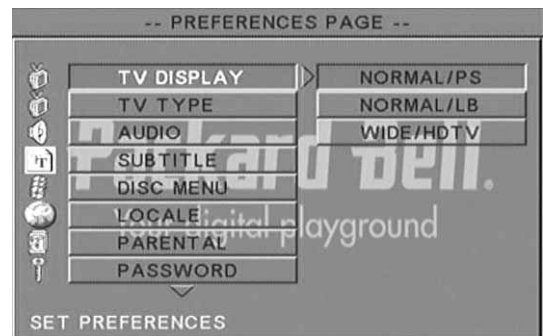 -- PREFERENCES PAGE --
TV DISPLAY
NORMAL/PS
TV TYPE
NORMAL/LB
AUDIO
WIDE/HDTV
SUBTITLE
DISC MENU
LOCALE
PARENTAL
PASSWORD
Packard Bell.
Your digital playground
SET PREFERENCES